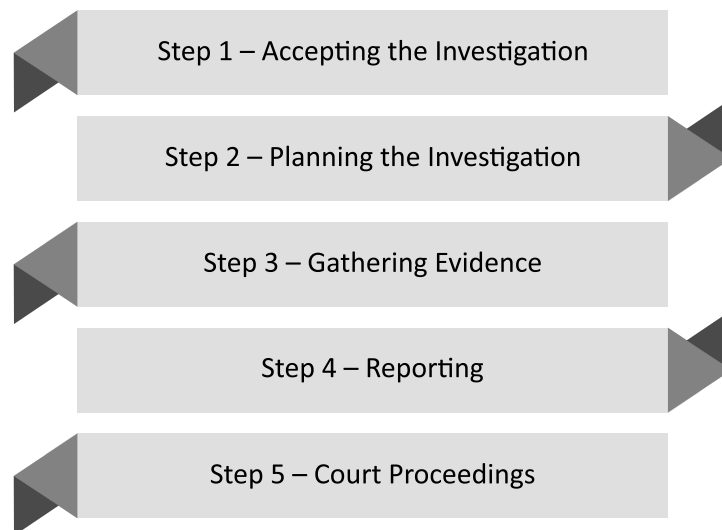 Step 1 – Accepting the Investigation
Step 2 – Planning the Investigation
Step 3 – Gathering Evidence
Step 4 – Reporting
Step 5 – Court Proceedings